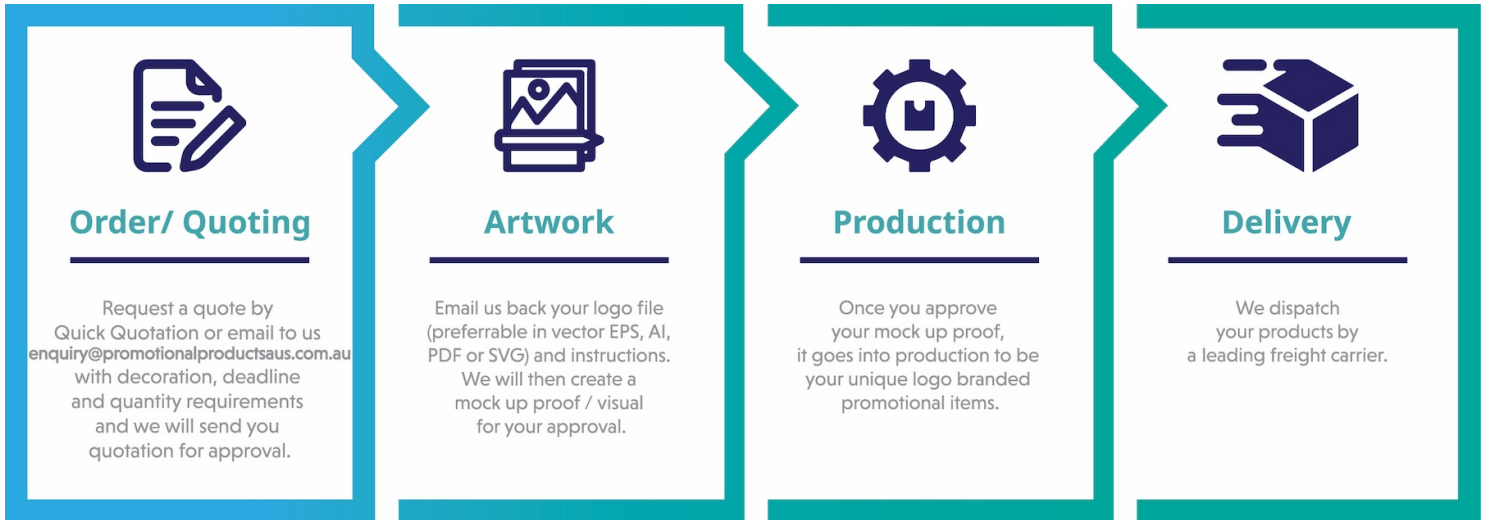 Order/ Quoting
Request a quote by
Quick Quotation or email to us
enquiry@promotionalproductsaus.com.au
with decoration, deadline
and quantity requirements
and we will send you
quotation for approval.
Artwork
Email us back your logo file
(preferrable in vector EPS, AI,
PDF or SVG) and instructions.
We will then create a
mock up proof / visual
for your approval.
Production
Once you approve
your mock up proof,
it goes into production to be
your unique logo branded
promotional items.
Delivery
We dispatch
your products by
a leading freight carrier.